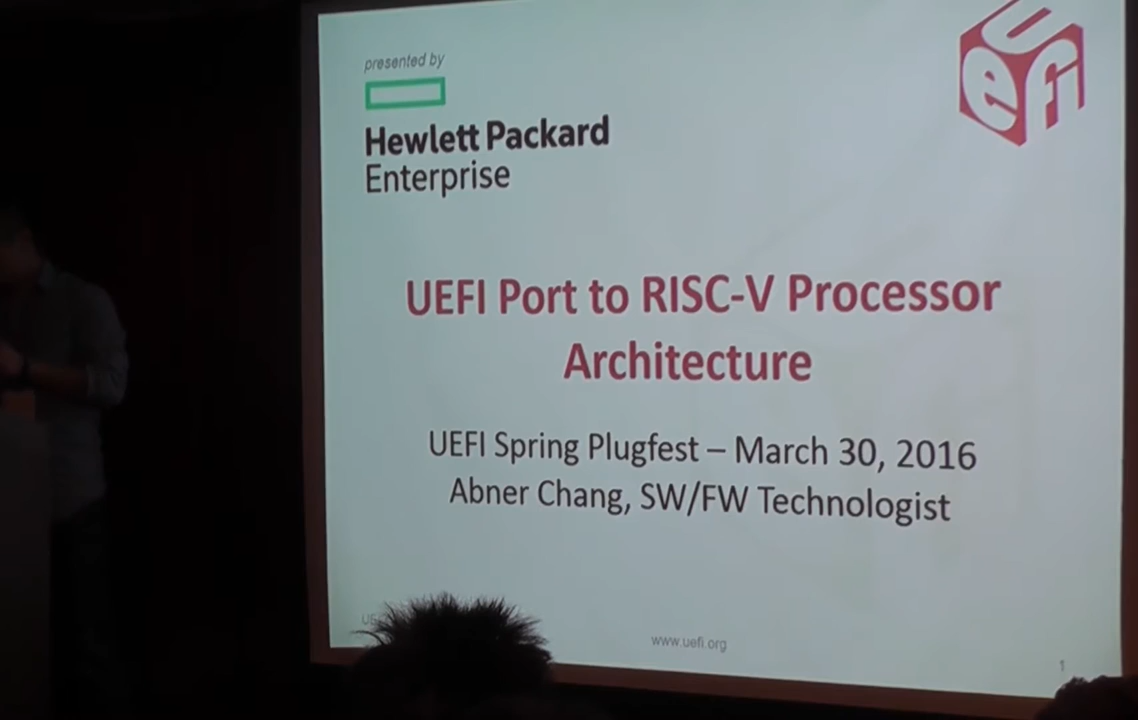 presented by
Hewlett Packard
Enterprise
uefi
UEFI Port to RISC-V Processor
Architecture
UEFI Spring Plugfest – March 30, 2016
Abner Chang, SW/FW Technologist
www.uefi.org
1